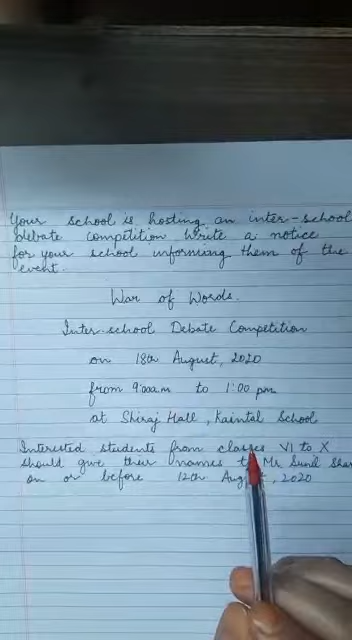 Your school is hosting an inter-school
debate competition. Write a notice
for your school informing them of the
event.
War of Words.
Inter-school Debate Competition
on 18th August, 2020
from 9:00am to 1:00 pm
at Shiraj Hall, Kaintal School
Interested students from classes VI to X
should give their names to Mr Sunil
on or before 12th August, 2020